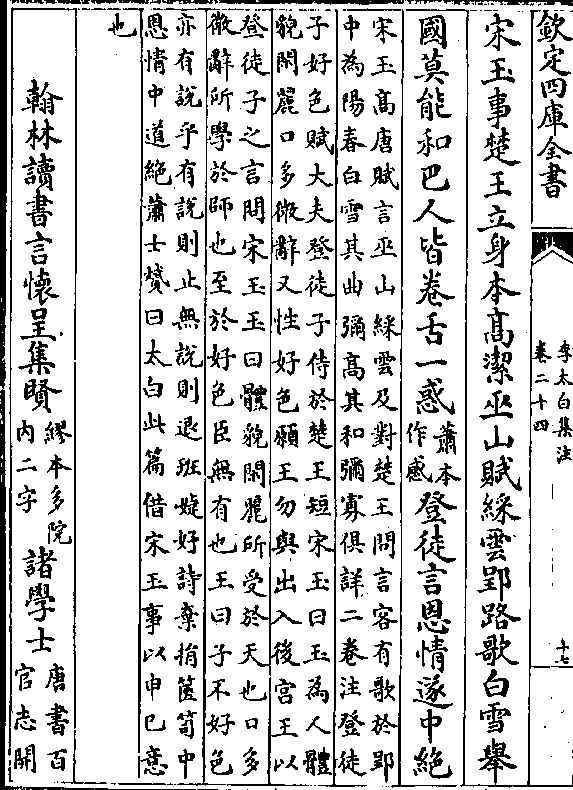 欽定四庫全書
李太白集注
卷二十四
十七
宋玉事楚王立身本高潔巫山賦綵雲郢路歌白雪舉
國莫能和巴人皆卷舌一惑蕭本作感登徒言恩情遂中絕
宋玉高唐賦言巫山綵雲及對楚王問言客有歌於郢
中為陽春白雪其曲彌高其和彌寡俱詳二卷注登徒
子好色賦大夫登徒子侍於楚王短宋玉曰玉為人體
貌閑麗口多微辭又性好色願王勿與出入後宮王以
登徒子之言問宋玉玉曰體貌閑麗所受於天也口多
微辭所學於師也至於好色臣無有也王曰子不好色
亦有說乎有說則止無說則退班婕妤詩棄捐篋笥中
恩情中道絕蕭士贇曰太白此篇借宋玉事以申己意
也
翰林讀書言懷呈集賢繆本多院內二字諸學士唐書百官志開